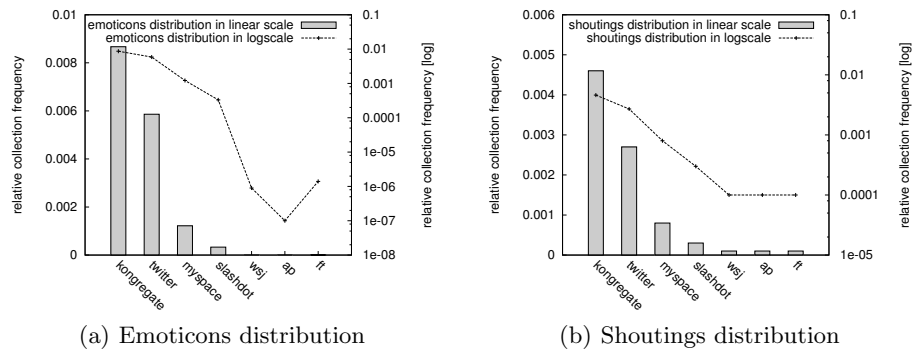 emoticons distribution in linear scale
emoticons distribution in logscale
relative collection frequency
0.01
0.008
0.006
0.004
0.002
0
0.1
0.01
0.001
0.0001
1e-05
1e-06
1e-07
1e-08
relative collection frequency [log]
kongregate
twitter
myspace
slashdot
wsj
ap
ft
(a) Emoticons distribution
shoutings distribution in linear scale
shoutings distribution in logscale
relative collection frequency
0.006
0.005
0.004
0.003
0.002
0.001
0
0.1
0.01
0.001
0.0001
1e-05
relative collection frequency [log]
kongregate
twitter
myspace
slashdot
wsj
ap
ft
(b) Shoutings distribution